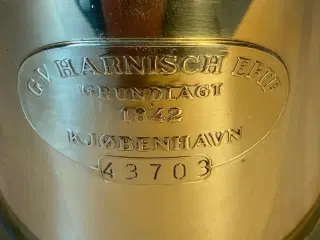 G.V. HARNISCH EFTF
GRUNDLAGT
1842
KJØBENHAVN
43703